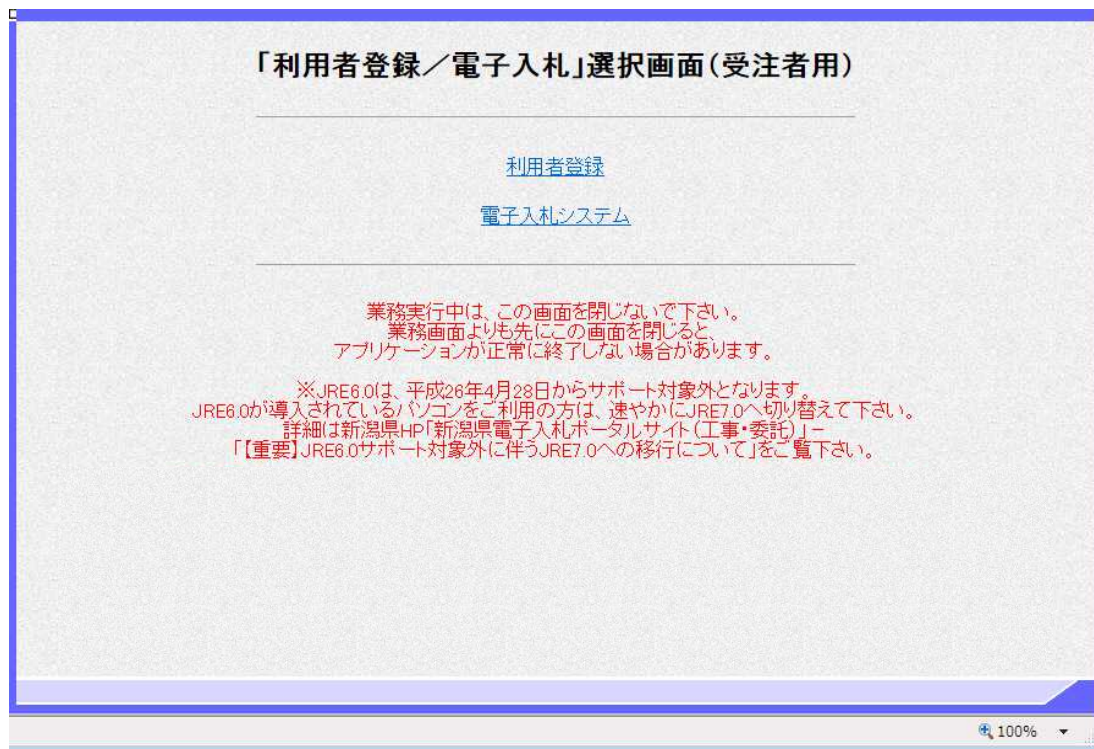 「利用者登録／電子入札」選択画面(受注者用)
利用者登録
電子入札システム
業務実行中は、この画面を閉じないで下さい。
業務画面よりも先にこの画面を閉じると、
アプリケーションが正常に終了しない場合があります。
※JRE6.0は、平成26年4月28日からサポート対象外となります。
JRE6.0が導入されているパソコンをご利用の方は、速やかにJRE7.0へ切り替えて下さい。
詳細は新潟県HP「新潟県電子入札ポータルサイト(工事・委託)」－
「【重要】JRE6.0サポート対象外に伴うJRE7.0への移行について」をご覧下さい。
100%